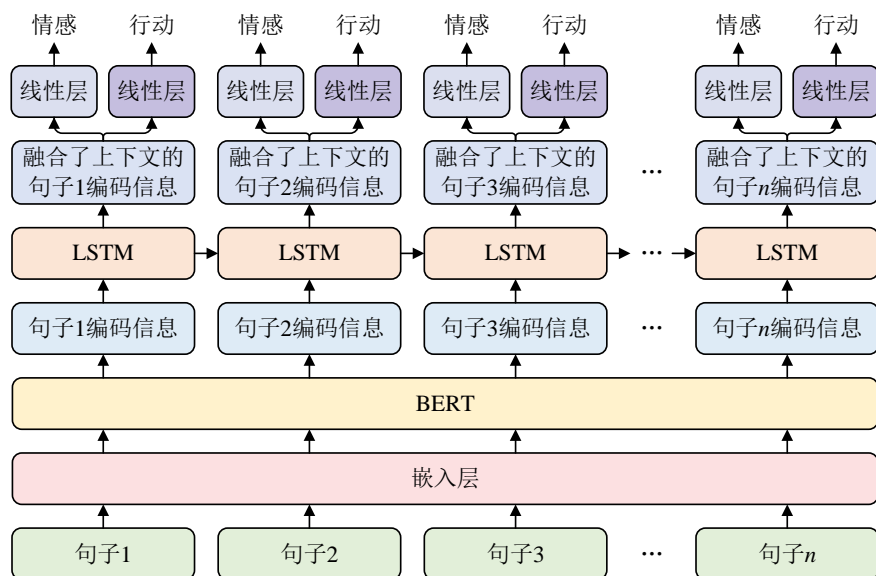 情感 行动 情感 行动 情感 行动 情感 行动
线性层 线性层 线性层 线性层 线性层 线性层 线性层 线性层
融合了上下文的 融合了上下文的 融合了上下文的 融合了上下文的
句子1编码信息 句子2编码信息 句子3编码信息 ··· 句子n编码信息
LSTM LSTM LSTM ··· LSTM
句子1编码信息 句子2编码信息 句子3编码信息 ··· 句子n编码信息
BERT
嵌入层
句子1 句子2 句子3 ··· 句子n